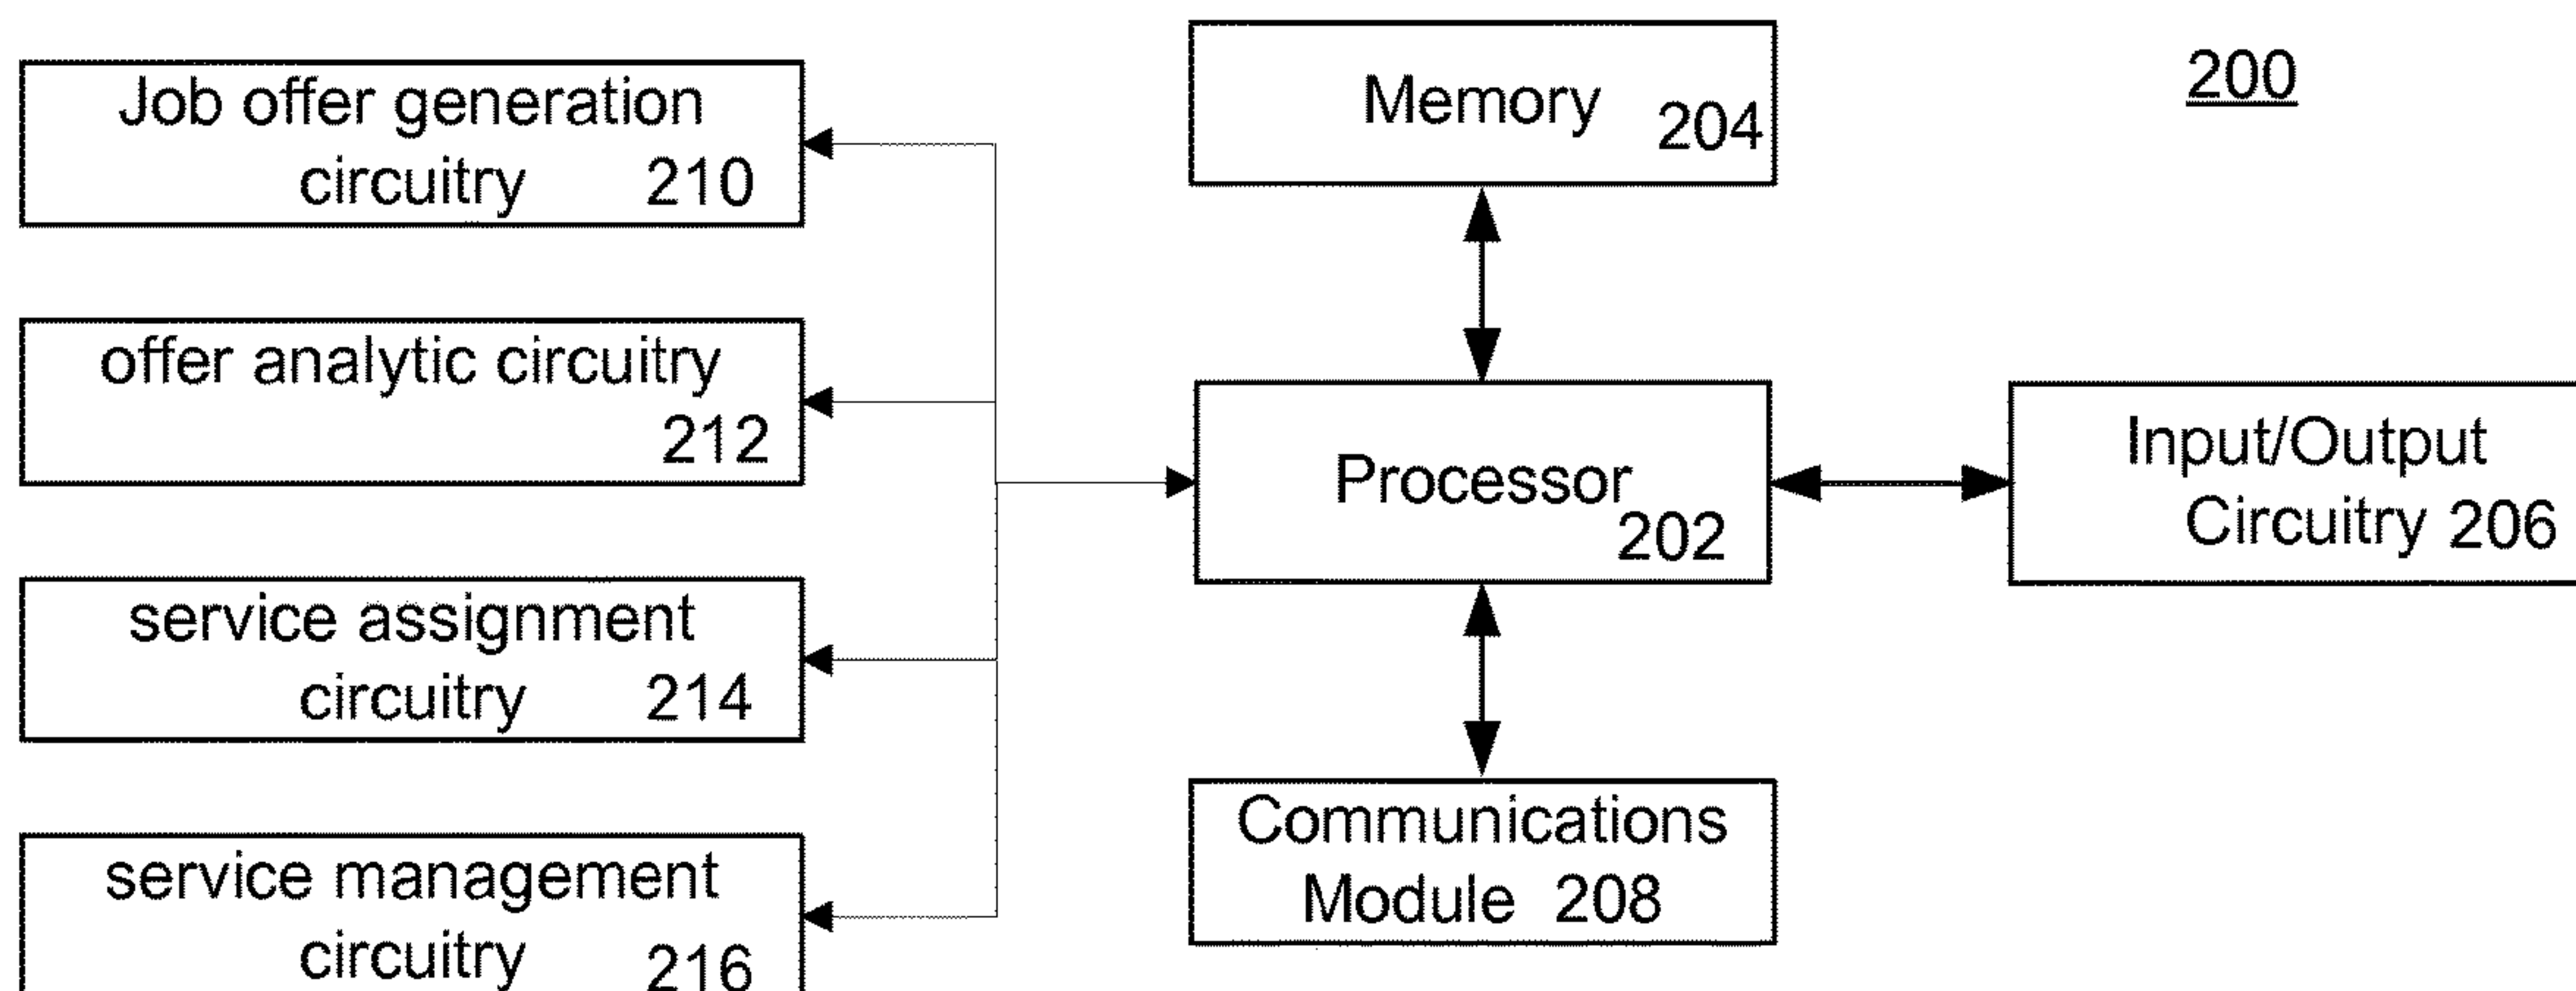 Job offer generation
circuitry 210
offer analytic circuitry
212
service assignment
circuitry 214
service management
circuitry 216
Memory 204
Processor
202
Communications
Module 208
200
Input/Output
Circuitry 206